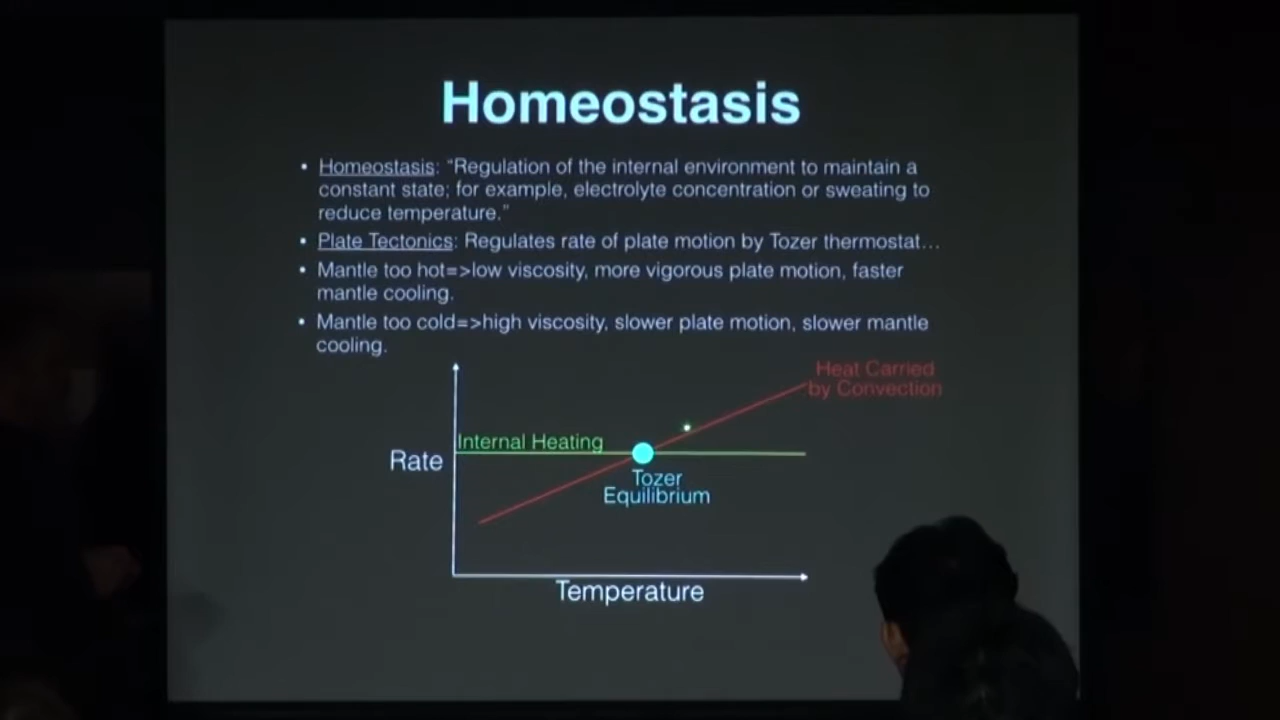 Homeostasis
• Homeostasis: “Regulation of the internal environment to maintain a
constant state; for example, electrolyte concentration or sweating to
reduce temperature.”
• Plate Tectonics: Regulates rate of plate motion by Tozer thermostat…
• Mantle too hot=>low viscosity, more vigorous plate motion, faster
mantle cooling.
• Mantle too cold=>high viscosity, slower plate motion, slower mantle
cooling.
Heat Carried
by Convection
Internal Heating
Rate
Tozer
Equilibrium
Temperature